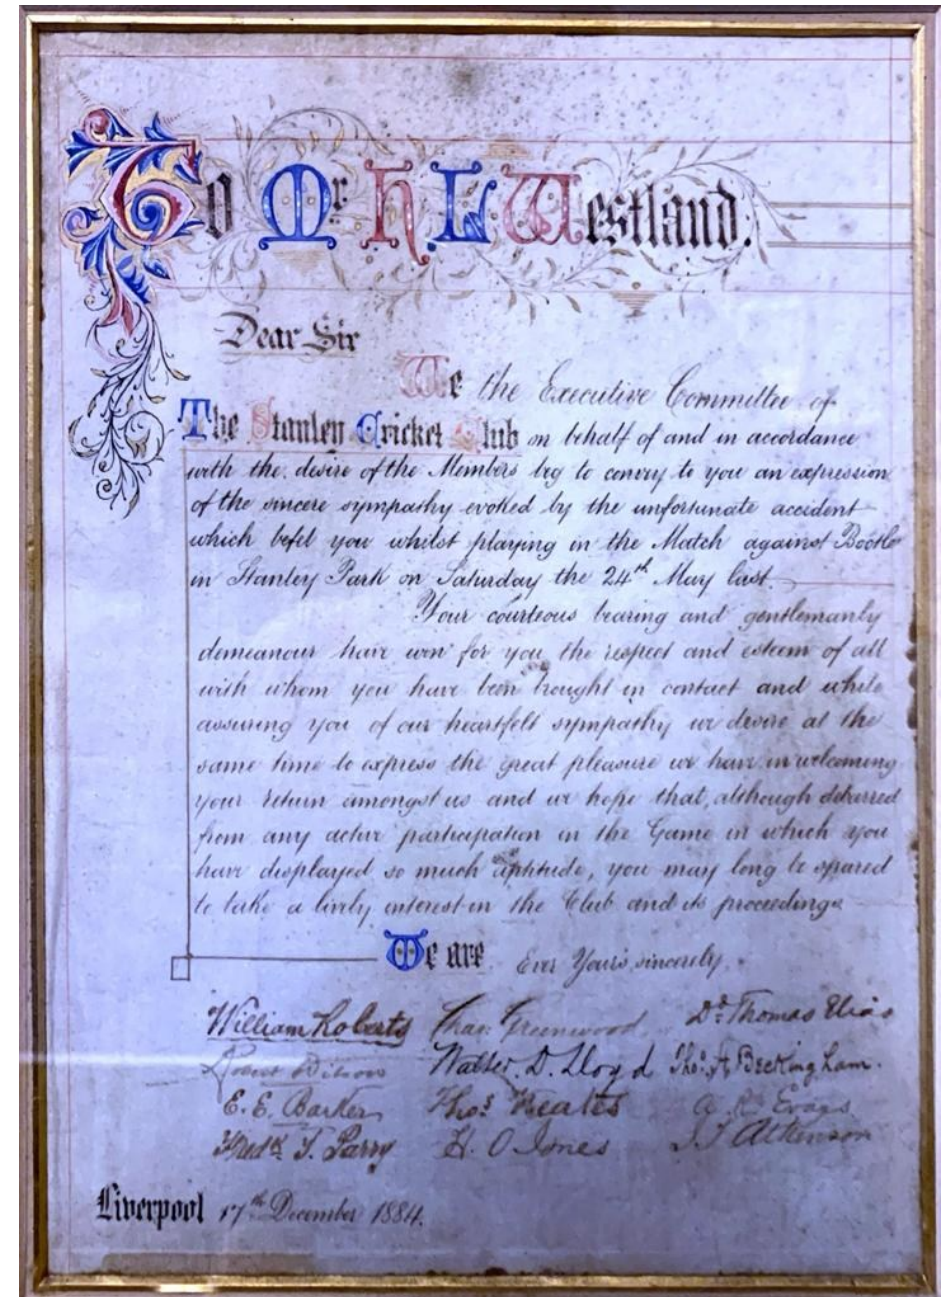 To Mr. H. L. Westland.
Dear Sir
We the Executive Committee of
The Stanley Cricket Club on behalf of and in accordance
with the desire of the Members beg to convey to you an expression
of the sincere sympathy evoked by the unfortunate accident
which befel you whilst playing in the Match against Bootle
in Stanley Park on Saturday the 24th May last
Your courteous bearing and gentlemanly
demeanour have won for you the respect and esteem of all
with whom you have been brought in contact and while
assuring you of our heartfelt sympathy we desire at the
same time to express the great pleasure we have in welcoming
your return amongst us and we hope that, although debarred
from any active participation in the Game in which you
have displayed so much aptitude, you may long be spared
to take a lively interest in the Club and its proceedings
We are Ever Yours sincerely
William Roberts Chas. Greenwood Dd. Thomas Elias
Robert Walter D. Lloyd Thos. A. Beckingham.
E. E. Barker Thos Keates Evans
Fredk. T. Parry H. O. Jones Atkinson
Liverpool 17th December 1884.